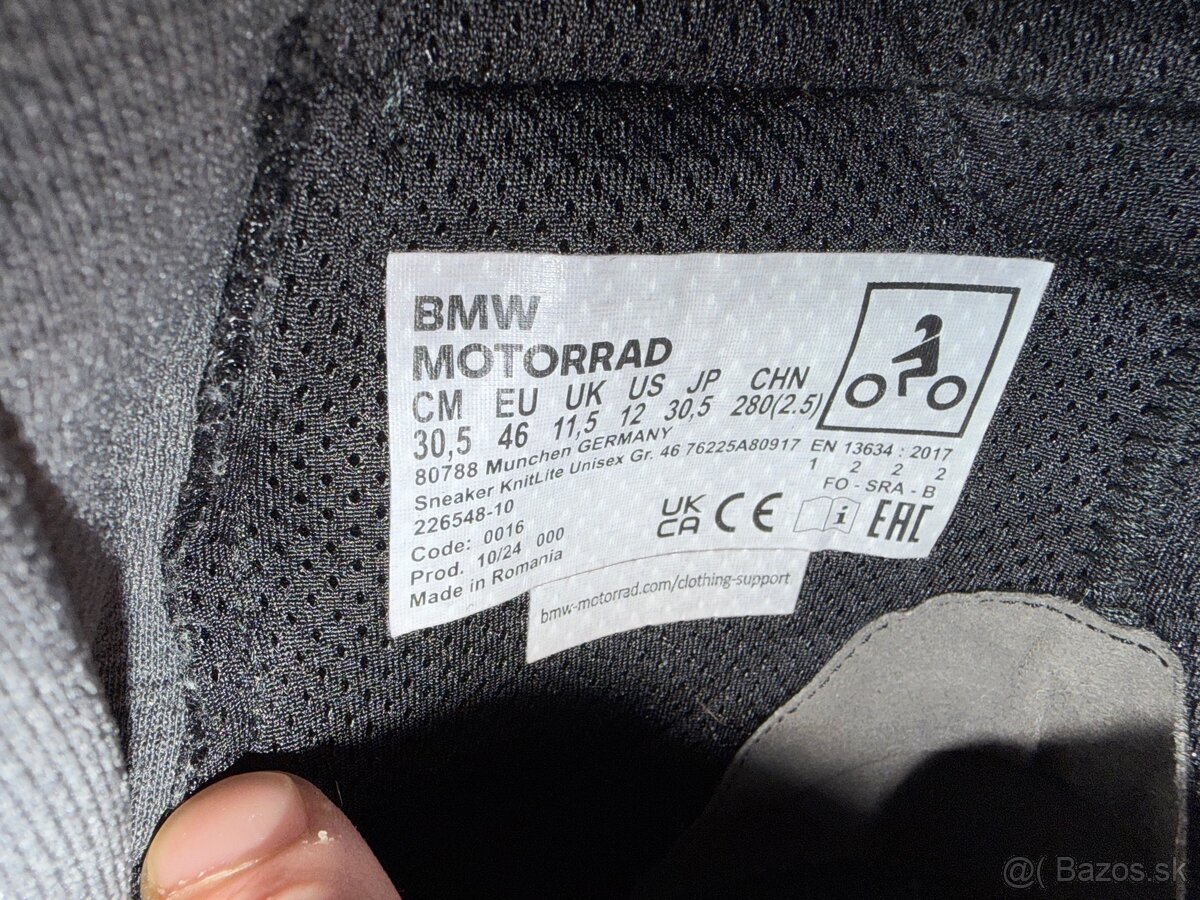 BMW
MOTORRAD
CM EU UK US JP CHN
30,5 46 11,5 12 30,5 280(2.5)
80788 Munchen GERMANY
Sneaker KnitLite Unisex Gr. 46 76225A80917
226548-10
Code: 0016
Prod. 10/24 000
Made in Romania
EN 13634 : 2017
1 2 2 2
FO - SRA - B
UK
CA CE i EAC
bmw-motorrad.com/clothing-support
@( Bazos.sk